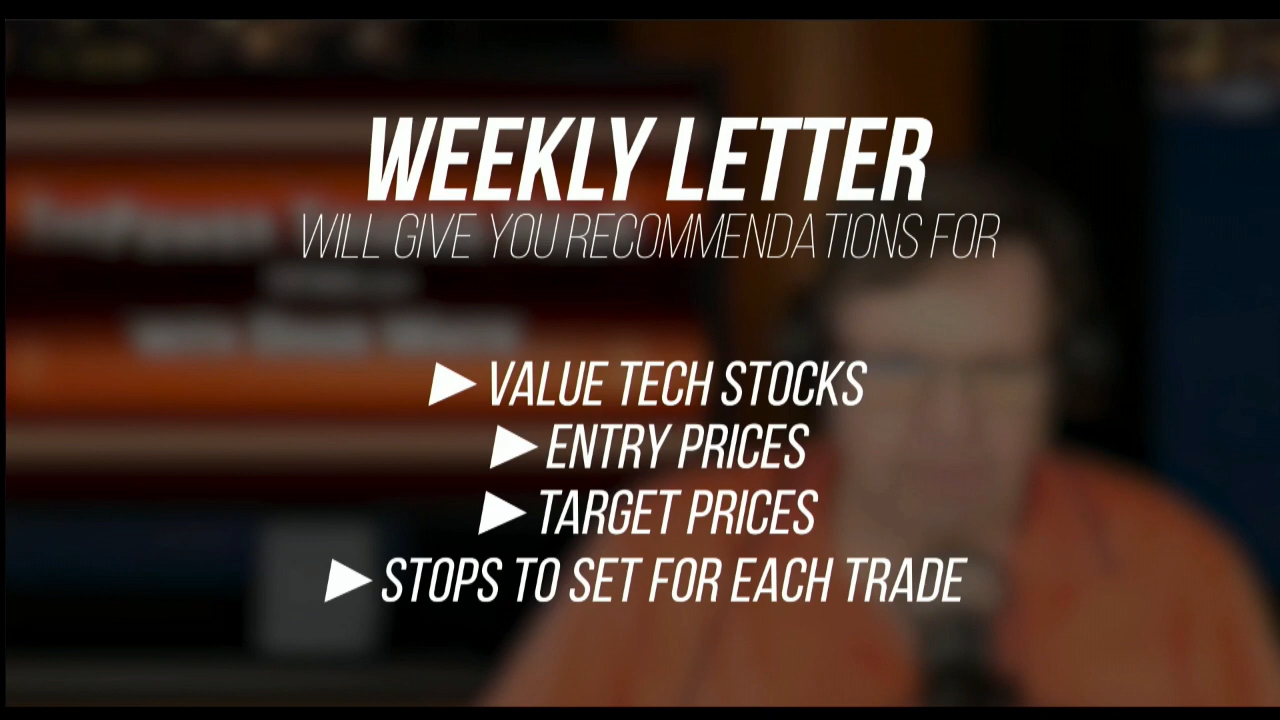 WEEKLY LETTER
WILL GIVE YOU RECOMMENDATIONS FOR
▶ VALUE TECH STOCKS
▶ ENTRY PRICES
▶ TARGET PRICES
▶ STOPS TO SET FOR EACH TRADE